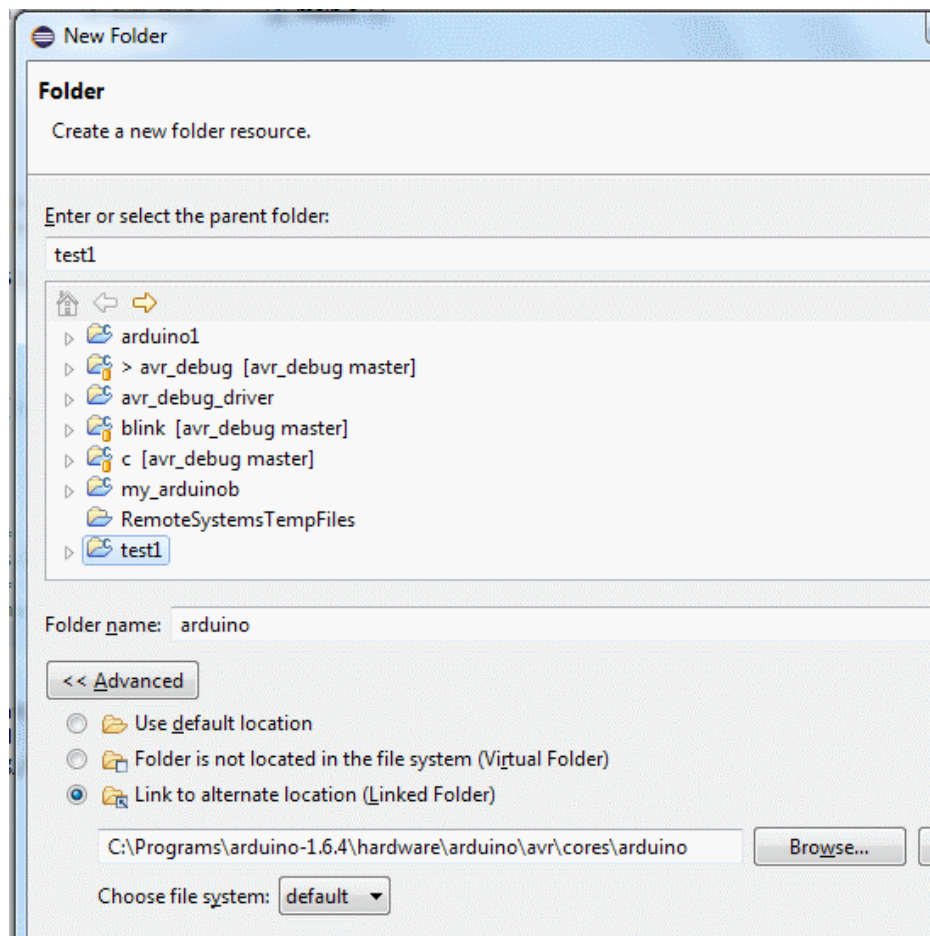 New Folder
Folder
Create a new folder resource.
Enter or select the parent folder:
test1
arduino1
> avr_debug [avr_debug master]
avr_debug_driver
blink [avr_debug master]
c [avr_debug master]
my_arduinob
RemoteSystemsTempFiles
test1
Folder name: arduino
<< Advanced
Use default location
Folder is not located in the file system (Virtual Folder)
Link to alternate location (Linked Folder)
C:\Programs\arduino-1.6.4\hardware\arduino\avr\cores\arduino Browse...
Choose file system: default